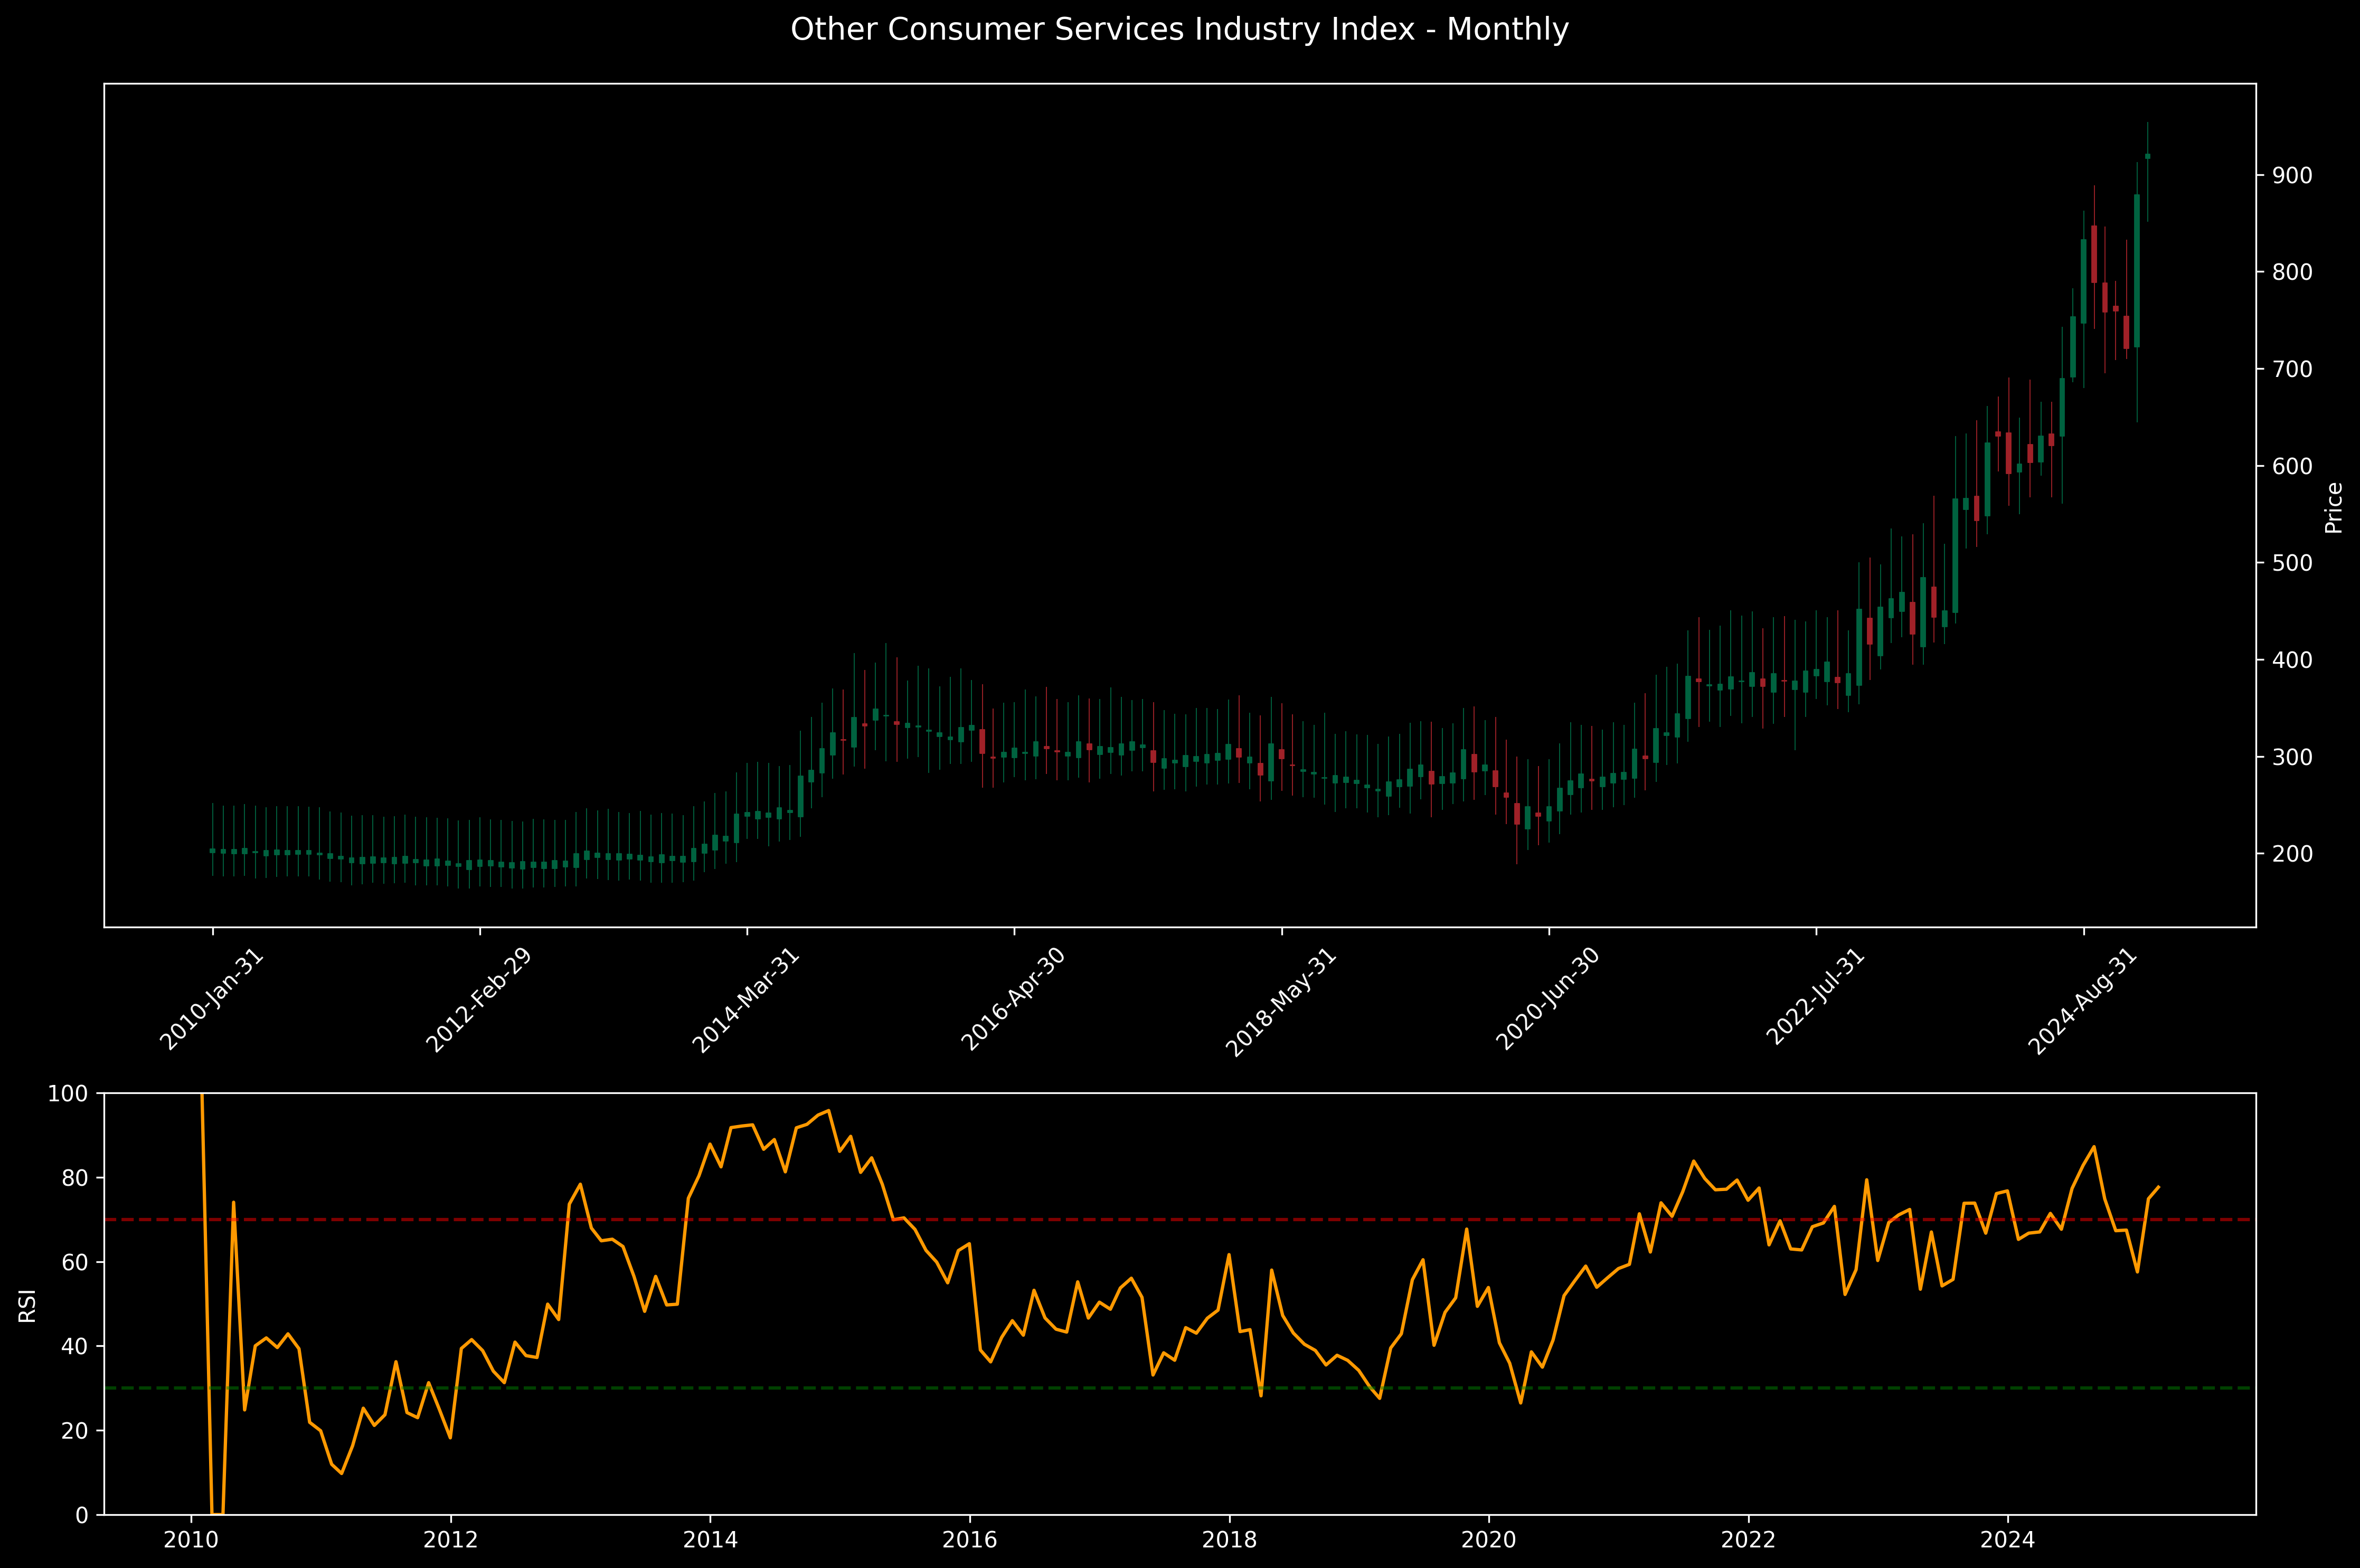 Other Consumer Services Industry Index - Monthly
900
800
700
600
500
400
300
200
Price
2010-Jan-31
2012-Feb-29
2014-Mar-31
2016-Apr-30
2018-May-31
2020-Jun-30
2022-Jul-31
2024-Aug-31
100
80
60
40
20
0
RSI
2010
2012
2014
2016
2018
2020
2022
2024